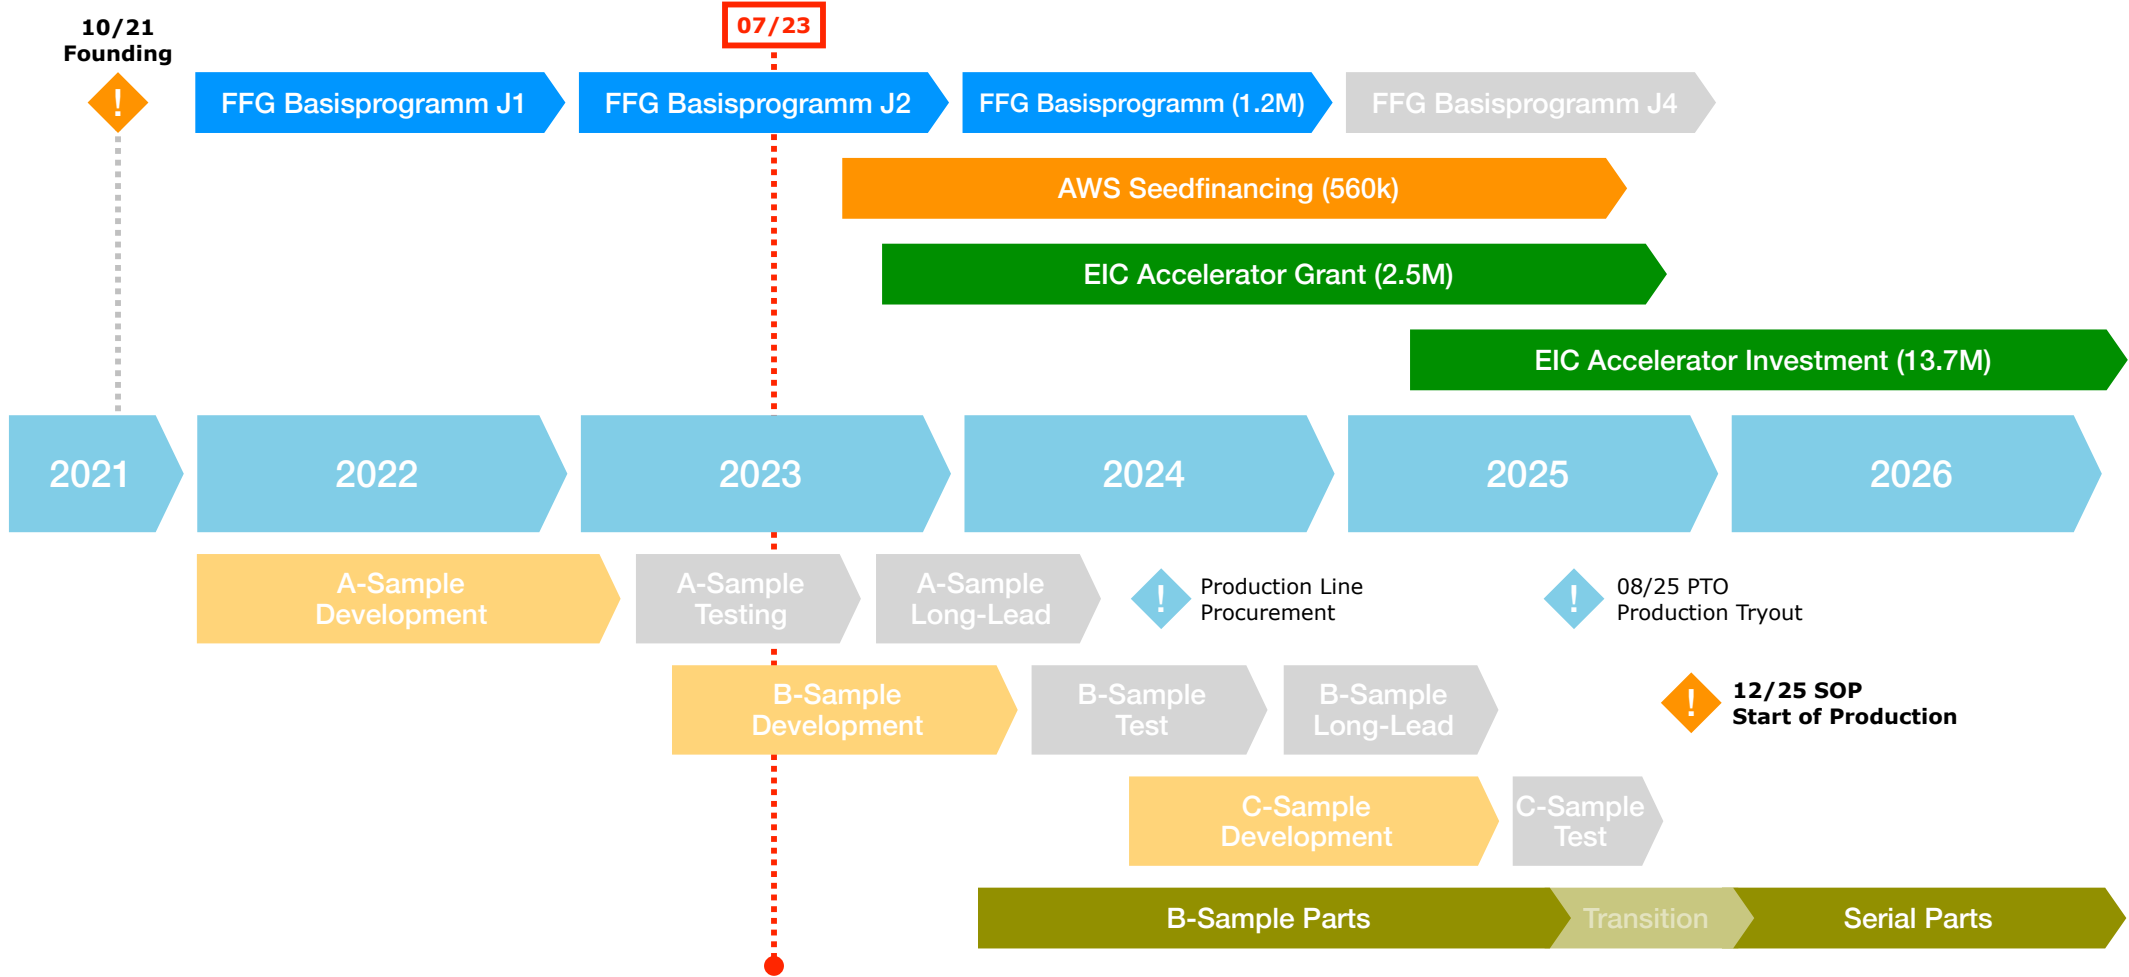 10/21
Founding
07/23
!
FFG Basisprogramm J1
FFG Basisprogramm J2
FFG Basisprogramm (1.2M)
FFG Basisprogramm J4
AWS Seedfinancing (560k)
EIC Accelerator Grant (2.5M)
EIC Accelerator Investment (13.7M)
2021
2022
2023
2024
2025
2026
A-Sample
Development
A-Sample
Testing
A-Sample
Long-Lead
!
Production Line
Procurement
!
08/25 PTO
Production Tryout
B-Sample
Development
B-Sample
Test
B-Sample
Long-Lead
!
12/25 SOP
Start of Production
C-Sample
Development
C-Sample
Test
B-Sample Parts
Transition
Serial Parts